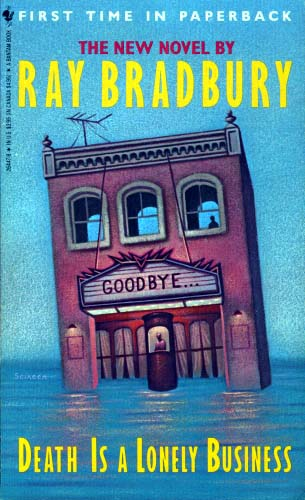 FIRST TIME IN PAPERBACK
THE NEW NOVEL BY
RAY BRADBURY
GOODBYE...
DEATH IS A LONELY BUSINESS